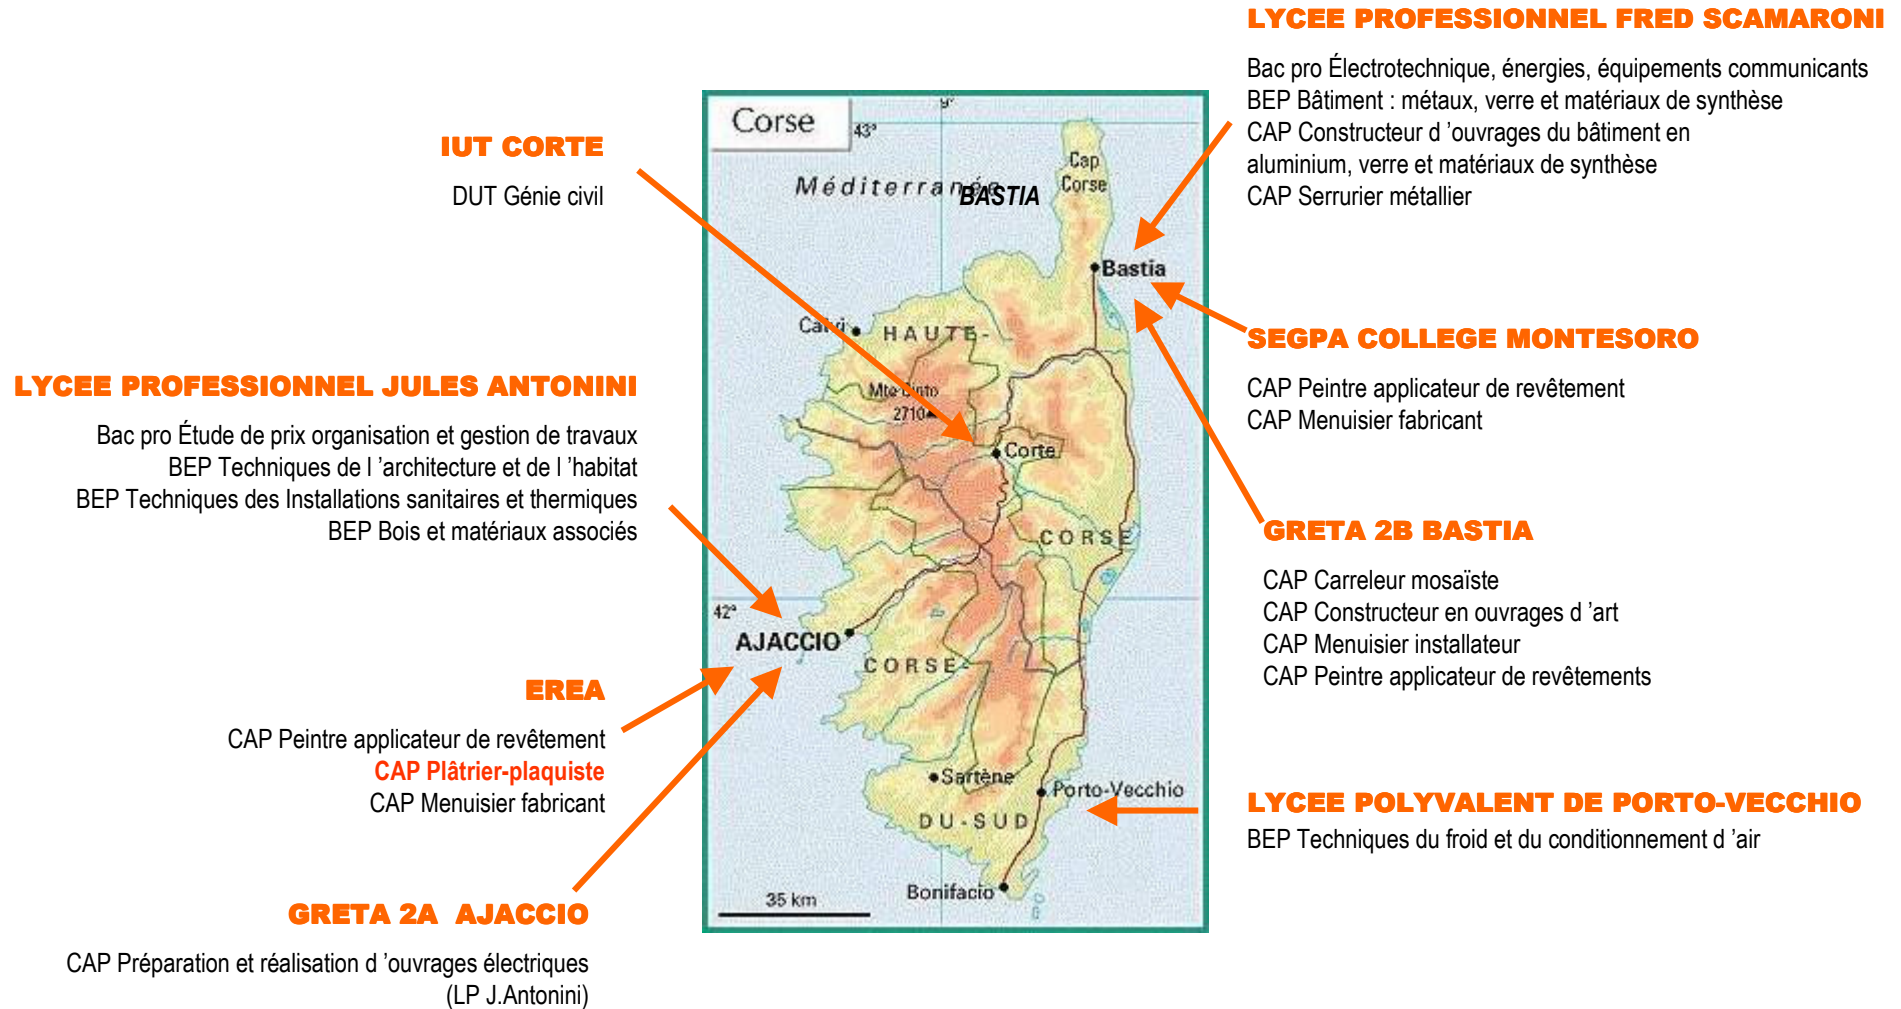 LYCEE PROFESSIONNEL FRED SCAMARONI
Bac pro Électrotechnique, énergies, équipements communicants
BEP Bâtiment : métaux, verre et matériaux de synthèse
CAP Constructeur d ’ouvrages du bâtiment en
aluminium, verre et matériaux de synthèse
CAP Serrurier métallier
IUT CORTE
DUT Génie civil
SEGPA COLLEGE MONTESORO
CAP Peintre applicateur de revêtement
CAP Menuisier fabricant
LYCEE PROFESSIONNEL JULES ANTONINI
Bac pro Étude de prix organisation et gestion de travaux
BEP Techniques de l ’architecture et de l ’habitat
BEP Techniques des Installations sanitaires et thermiques
BEP Bois et matériaux associés
GRETA 2B BASTIA
CAP Carreleur mosaïste
CAP Constructeur en ouvrages d ’art
CAP Menuisier installateur
CAP Peintre applicateur de revêtements
EREA
CAP Peintre applicateur de revêtement
CAP Plâtrier-plaquiste
CAP Menuisier fabricant
LYCEE POLYVALENT DE PORTO-VECCHIO
BEP Techniques du froid et du conditionnement d ’air
GRETA 2A AJACCIO
CAP Préparation et réalisation d ’ouvrages électriques
(LP J.Antonini)
Corse
9°
43°
Cap
Corse
Méditerranée
BASTIA
Bastia
Calvi
HAUTE-
Mte Cinto
2710
Corte
CORSE
42°
AJACCIO
CORSE-
Sartène
Porto-Vecchio
DU-SUD
Bonifacio
35 km